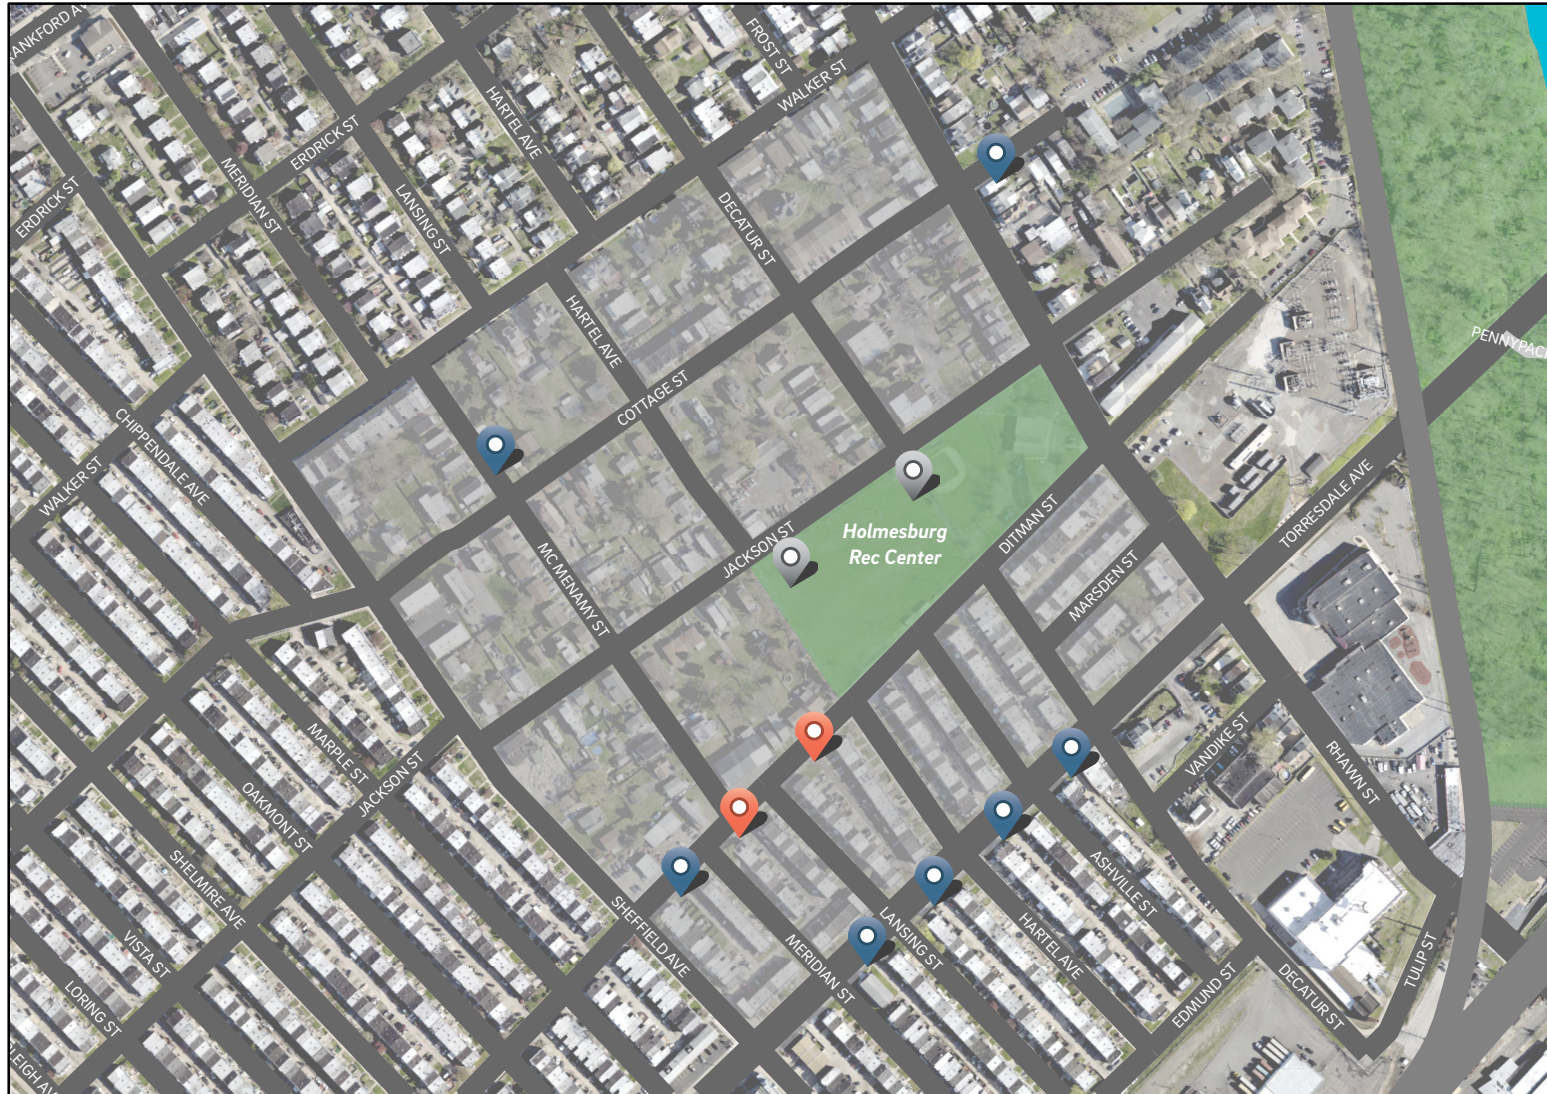 ANKFORD AV
FROST ST
WALKER ST
HARTEL AVE
ERDRICK ST
MERIDIAN ST
ERDRICK ST
LANSING ST
DECATUR ST
HARTEL AVE
PENNYPACK
COTTAGE ST
CHIPPENDALE AVE
WALKER ST
TORRESDALE AVE
DITMAN ST
Holmesburg
Rec Center
JACKSON ST
MC MENAMY ST
MARSDEN ST
MARPLE ST
VANDIKE ST
RHAWN ST
JACKSON ST
OAKMONT ST
SHELMIRE AVE
ASHVILLE ST
SHEFFIELD AVE
LANSING ST
HARTEL AVE
VISTA ST
MERIDIAN ST
TULIP ST
EDMUND ST
DECATUR ST
LORING ST
LEIGH AV